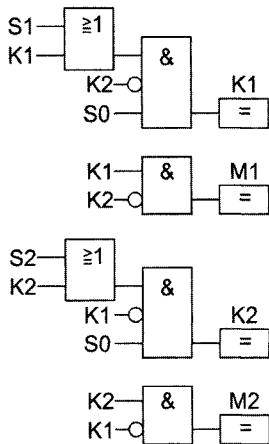 S1 ≧1
K1 &
K2 K1
S0 =
K1 & M1
K2 =
S2 ≧1
K2 &
K1 K2
S0 =
K2 & M2
K1 =